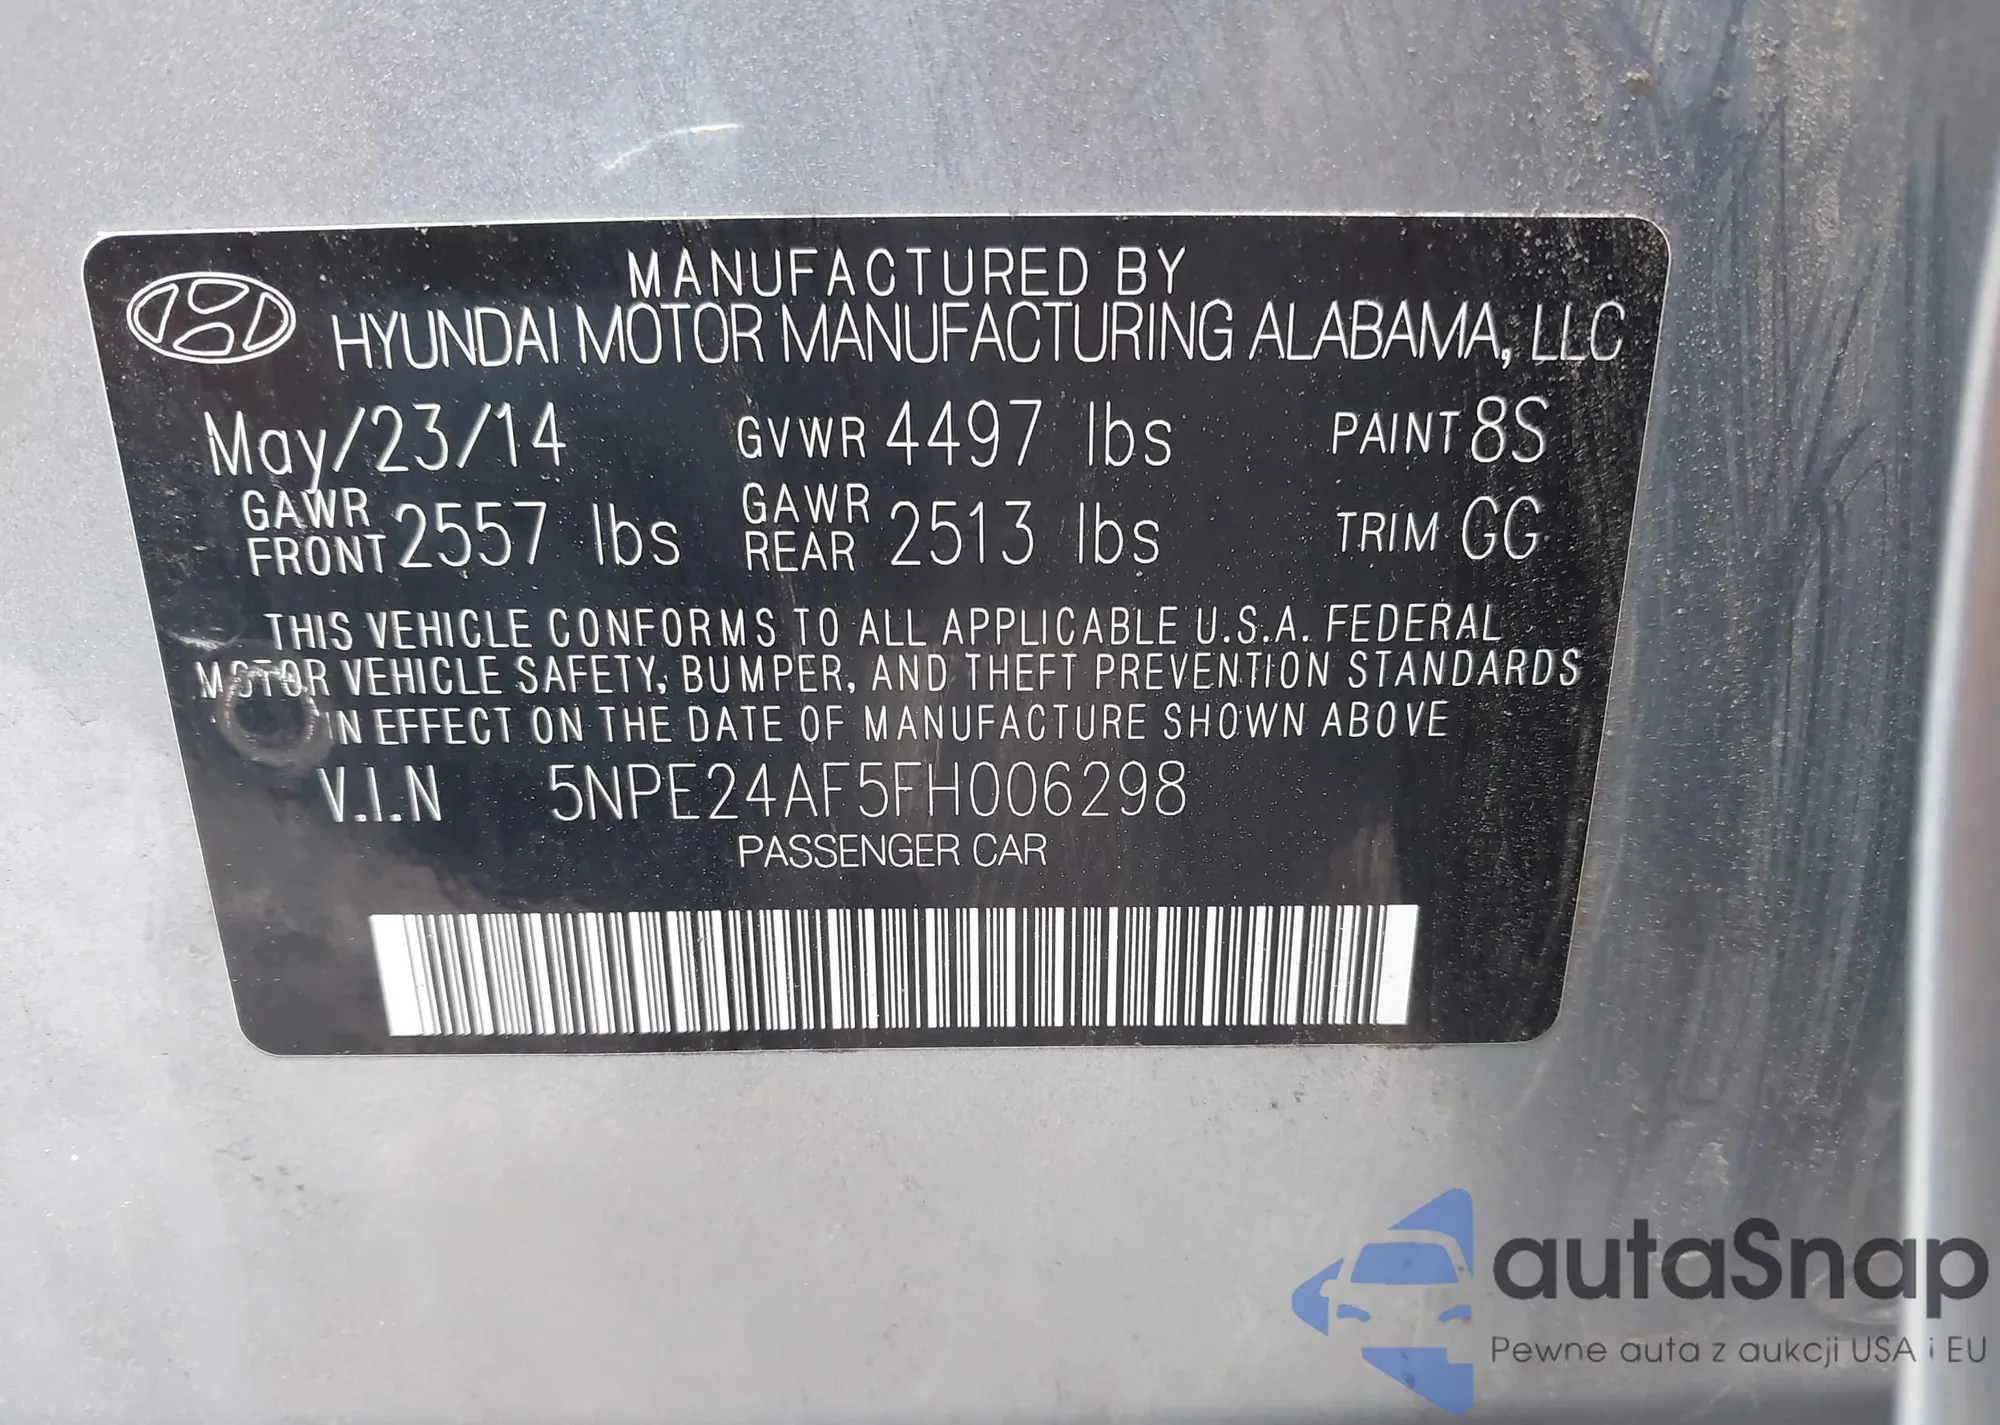 MANUFACTURED BY
HYUNDAI MOTOR MANUFACTURING ALABAMA, LLC
May/23/14 GVWR 4497 lbs PAINT 8S
GAWR FRONT 2557 lbs GAWR REAR 2513 lbs TRIM GG
THIS VEHICLE CONFORMS TO ALL APPLICABLE U.S.A. FEDERAL
MOTOR VEHICLE SAFETY, BUMPER, AND THEFT PREVENTION STANDARDS
IN EFFECT ON THE DATE OF MANUFACTURE SHOWN ABOVE
V.I.N 5NPE24AF5FH006298
PASSENGER CAR
autaSnap
Pewne auta z aukcji USA i EU